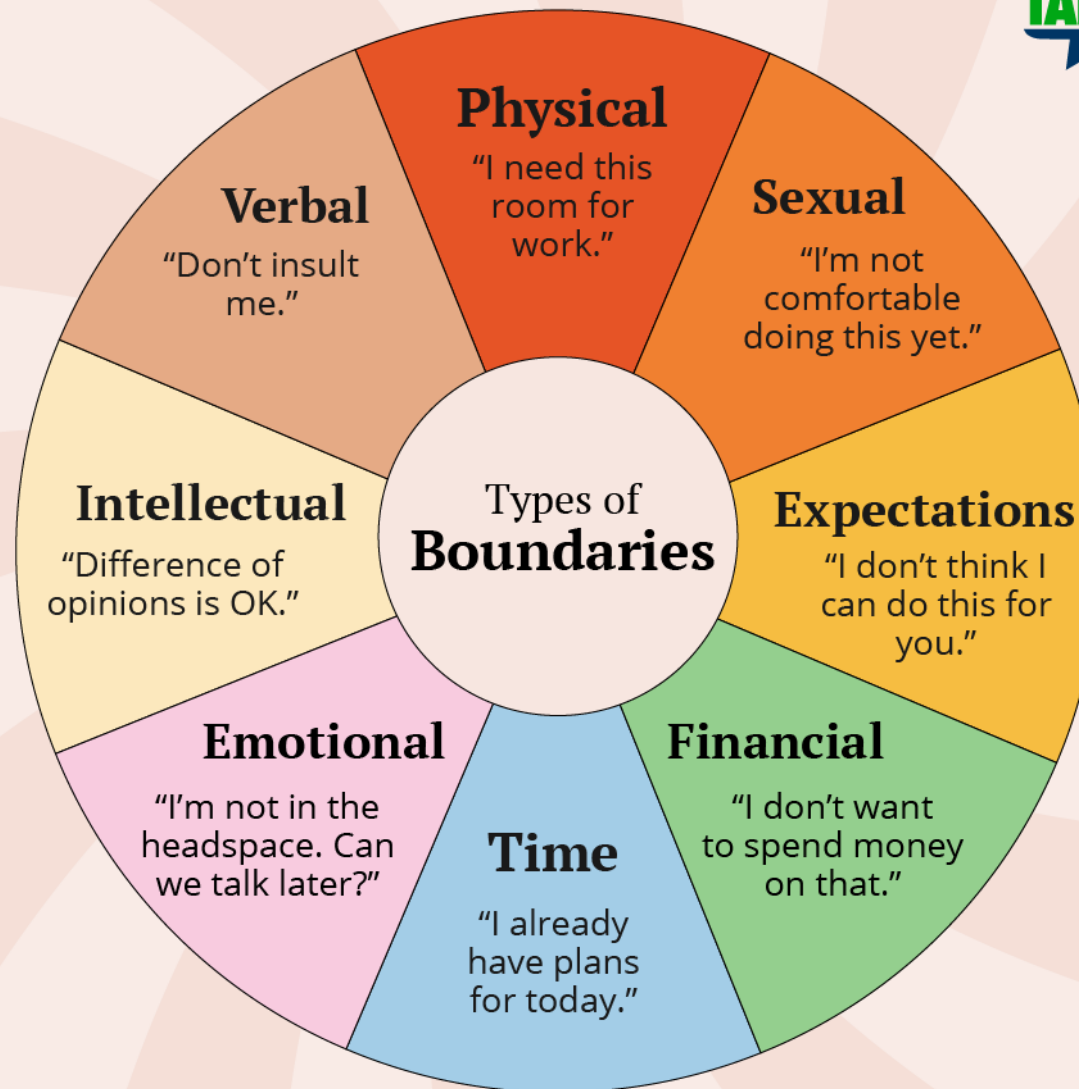 Types of
Boundaries
Physical
“I need this
room for
work.”
Sexual
“I’m not
comfortable
doing this yet.”
Expectations
“I don’t think I
can do this for
you.”
Financial
“I don’t want
to spend money
on that.”
Time
“I already
have plans
for today.”
Emotional
“I’m not in the
headspace. Can
we talk later?”
Intellectual
“Difference of
opinions is OK.”
Verbal
“Don’t insult
me.”